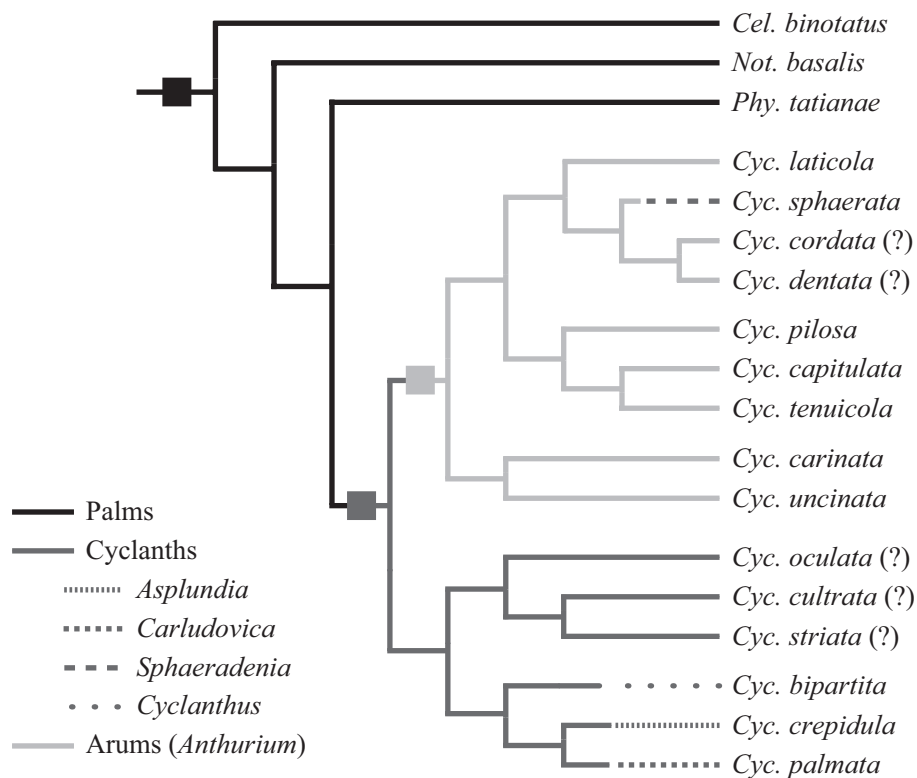 Cel. binotatus
Not. basalis
Phy. tatianae
Cyc. laticola
Cyc. sphaerata
Cyc. cordata (?)
Cyc. dentata (?)
Cyc. pilosa
Cyc. capitulata
Cyc. tenuicola
Cyc. carinata
Cyc. uncinata
Cyc. oculata (?)
Cyc. cultrata (?)
Cyc. striata (?)
Cyc. bipartita
Cyc. crepidula
Cyc. palmata
Palms
Cyclanths
Asplundia
Carludovica
Sphaeradenia
Cyclanthus
Arums (Anthurium)